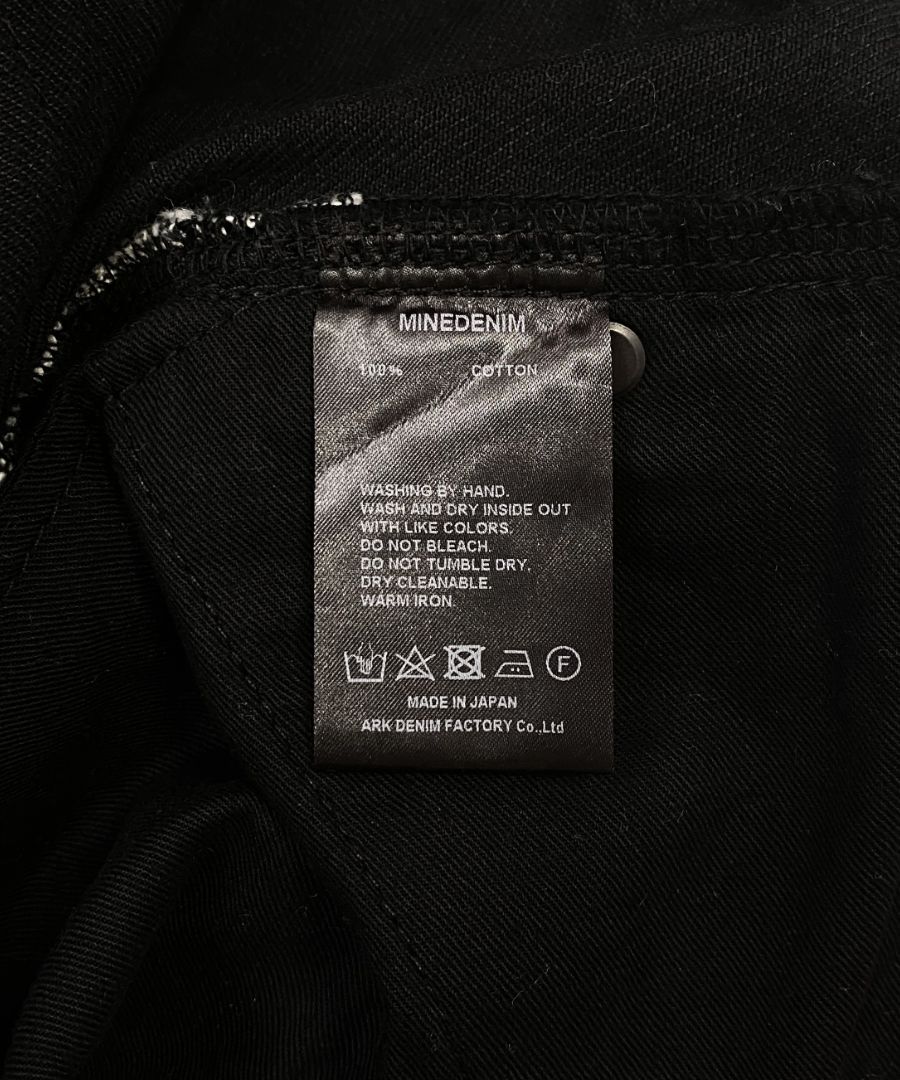 MINEDENIM
100% COTTON
WASHING BY HAND.
WASH AND DRY INSIDE OUT
WITH LIKE COLORS.
DO NOT BLEACH.
DO NOT TUMBLE DRY.
DRY CLEANABLE.
WARM IRON.
F
MADE IN JAPAN
ARK DENIM FACTORY Co.,Ltd